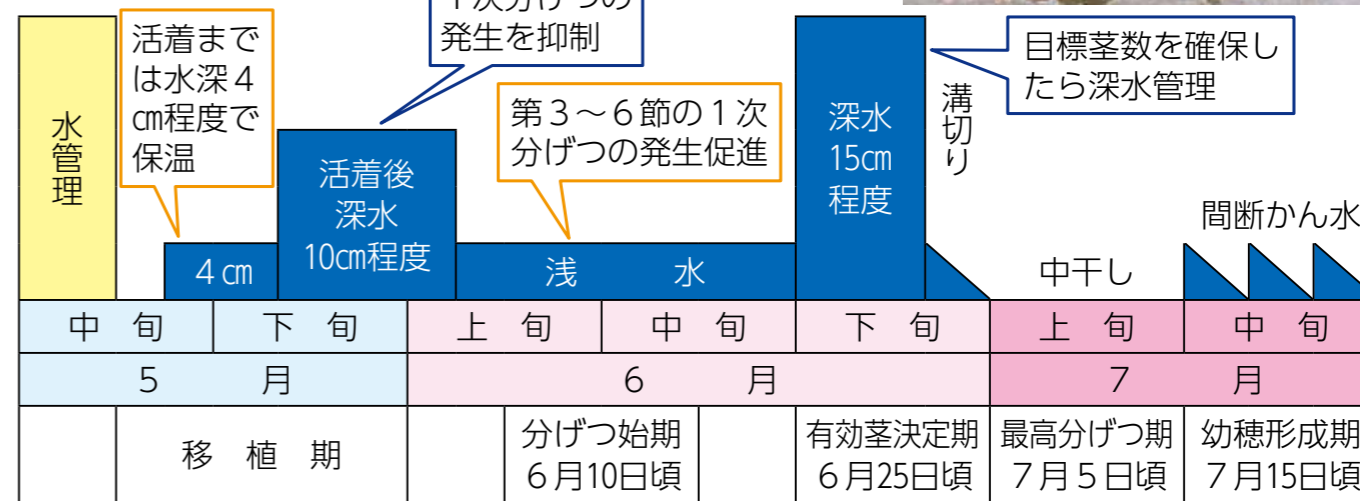 1次分げつの
発生を抑制
活着まで
は水深4
㎝程度で
保温
目標茎数を確保し
たら深水管理
第3～6節の1次
分げつの発生促進
水管理
活着後
深水
10㎝程度
深水
15㎝
程度
溝切り
間断かん水
4㎝
浅 水
中干し
中 旬 下 旬 上 旬 中 旬 下 旬 上 旬 中 旬
5 月 6 月 7 月
移 植 期
分げつ始期
6月10日頃
有効茎決定期
6月25日頃
最高分げつ期
7月5日頃
幼穂形成期
7月15日頃